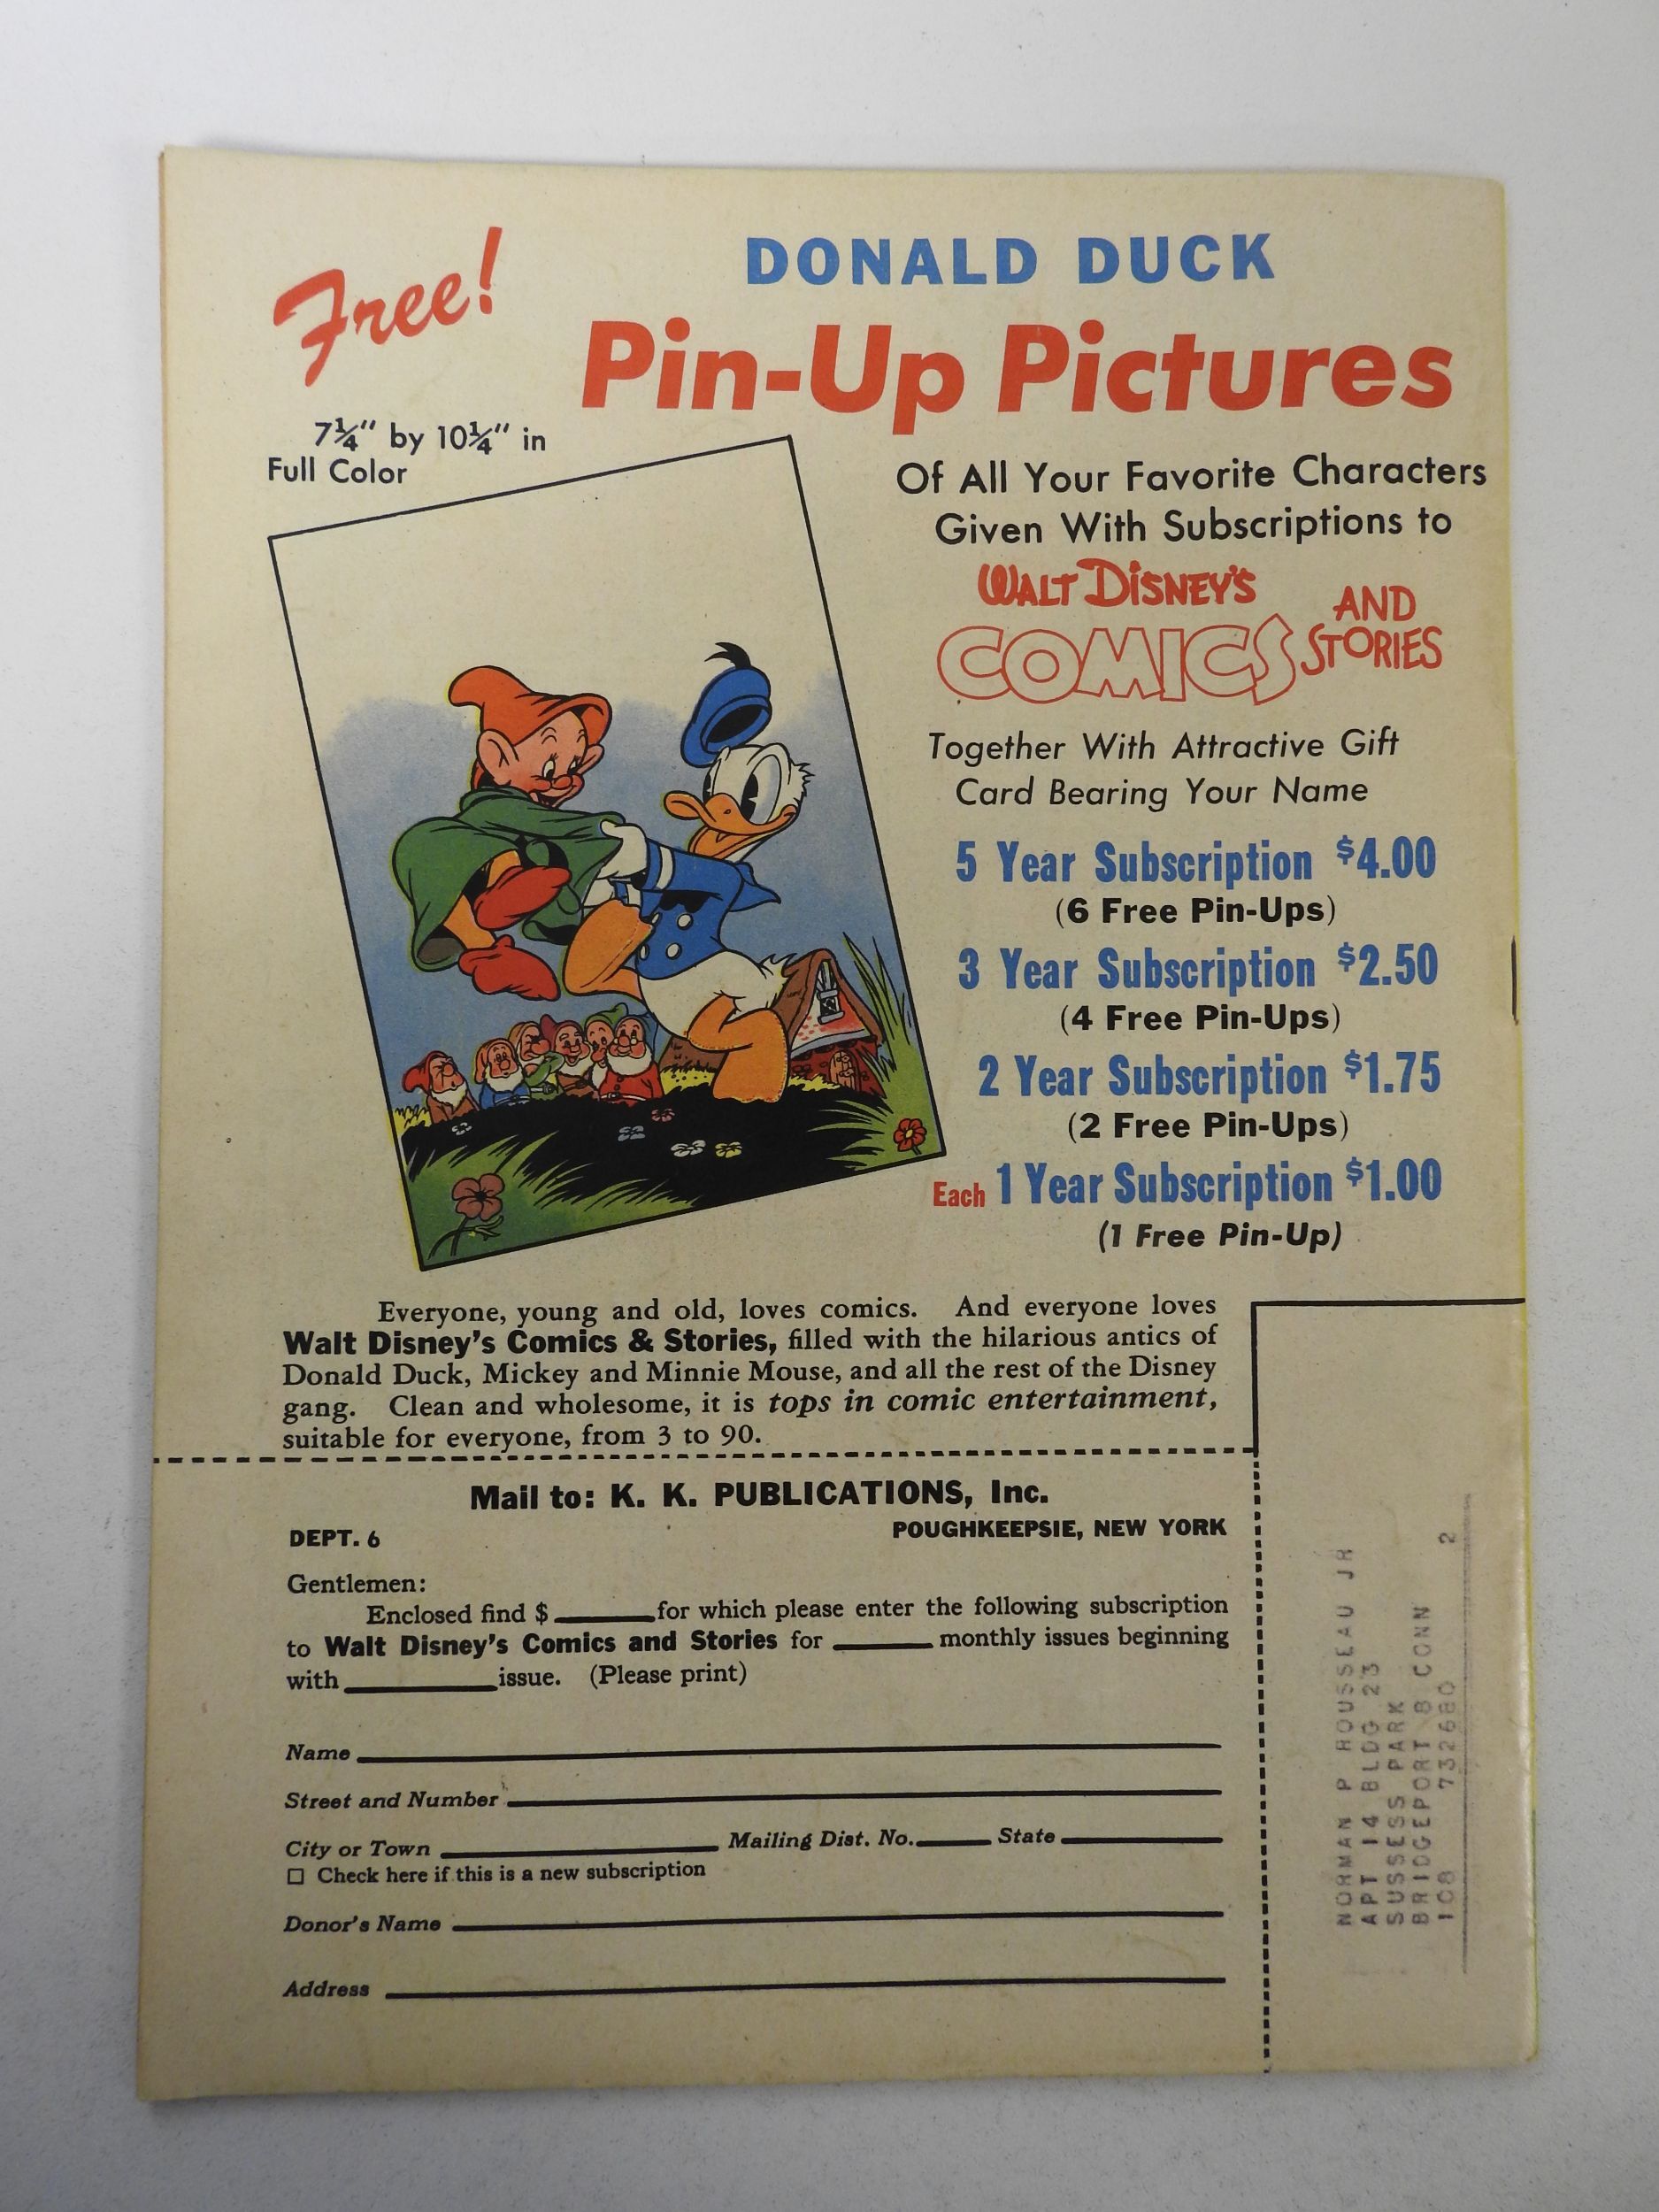 Free!
DONALD DUCK
Pin-Up Pictures
7¼" by 10¼" in
Full Color
Of All Your Favorite Characters
Given With Subscriptions to
WALT DISNEY'S
COMICS AND STORIES
Together With Attractive Gift
Card Bearing Your Name
5 Year Subscription $4.00
(6 Free Pin-Ups)
3 Year Subscription $2.50
(4 Free Pin-Ups)
2 Year Subscription $1.75
(2 Free Pin-Ups)
Each 1 Year Subscription $1.00
(1 Free Pin-Up)
Everyone, young and old, loves comics. And everyone loves
Walt Disney's Comics & Stories, filled with the hilarious antics of
Donald Duck, Mickey and Minnie Mouse, and all the rest of the Disney
gang. Clean and wholesome, it is tops in comic entertainment,
suitable for everyone, from 3 to 90.
Mail to: K. K. PUBLICATIONS, Inc.
DEPT. 6 POUGHKEEPSIE, NEW YORK
Gentlemen:
Enclosed find $ for which please enter the following subscription
to Walt Disney's Comics and Stories for monthly issues beginning
with issue. (Please print)
Name
Street and Number
City or Town Mailing Dist. No. State
☐ Check here if this is a new subscription
Donor's Name
Address
NORMAN P ROUSSEAU JR
APT 14 BLDG 23
SUSSESS PARK
BRIDGEPORT 8 CONN
108 732680 2